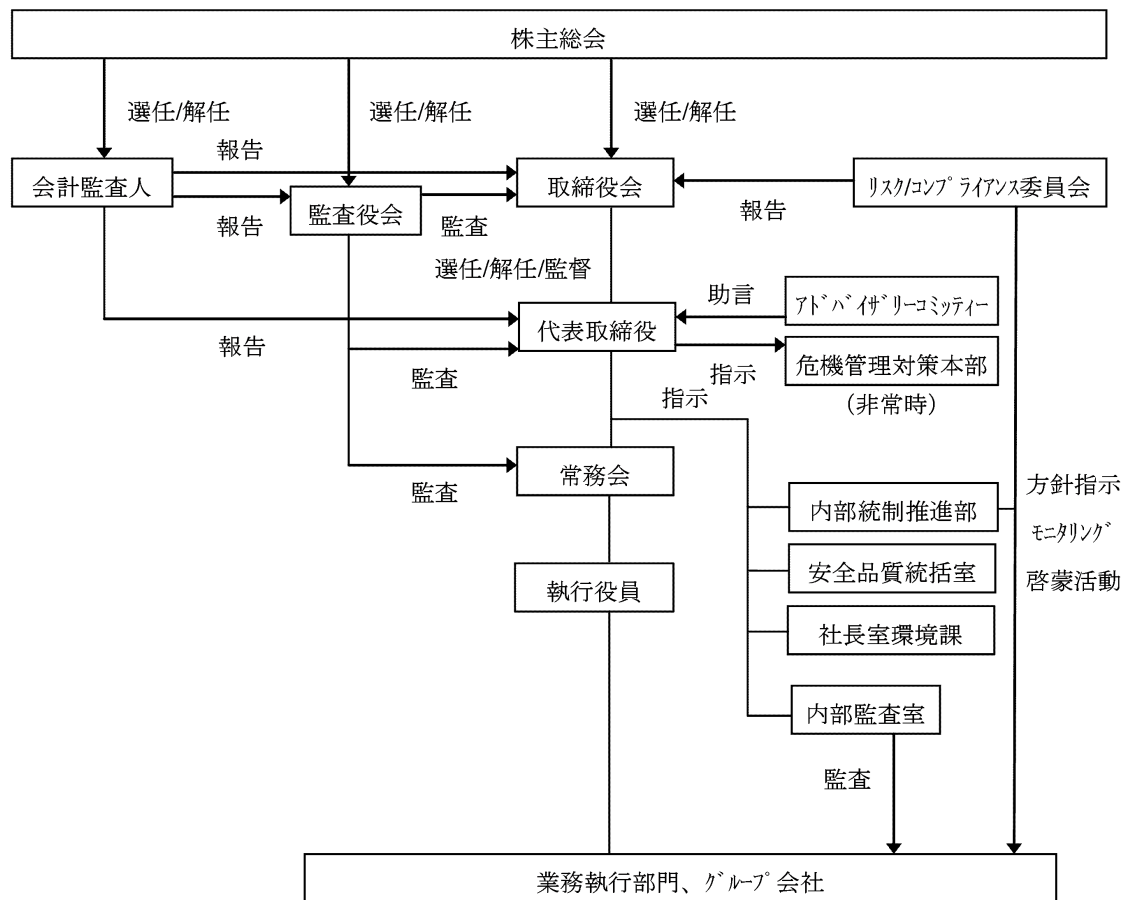 株主総会
選任/解任
選任/解任
選任/解任
報告
会計監査人
取締役会
ﾘｽｸ/ｺﾝﾌﾟﾗｲｱﾝｽ委員会
報告
監査役会
監査
報告
選任/解任/監督
助言
ｱﾄﾞﾊﾞｲｻﾞﾘｰｺﾐｯﾃｨｰ
代表取締役
報告
監査
指示
危機管理対策本部
(非常時)
指示
常務会
監査
内部統制推進部
方針指示
ﾓﾆﾀﾘﾝｸﾞ
啓蒙活動
安全品質統括室
執行役員
社長室環境課
内部監査室
監査
業務執行部門、ｸﾞﾙｰﾌﾟ会社